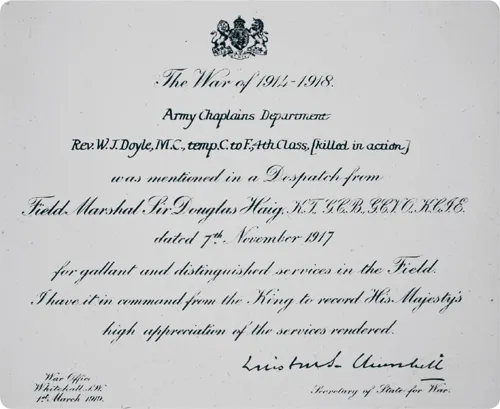 The War of 1914-1918.
Army Chaplains Department
Rev. W. J. Doyle, M.C., temp. C. to F., 4th Class, [killed in action]
was mentioned in a Despatch from
Field Marshal Sir Douglas Haig, K.T., G.C.B., G.C.V.O., K.C.I.E.
dated 7th November 1917
for gallant and distinguished services in the Field.
I have it in command from the King to record His Majesty's
high appreciation of the services rendered.
Winston S. Churchill
War Office
Whitehall, S.W.
1st March 1919.
Secretary of State for War.